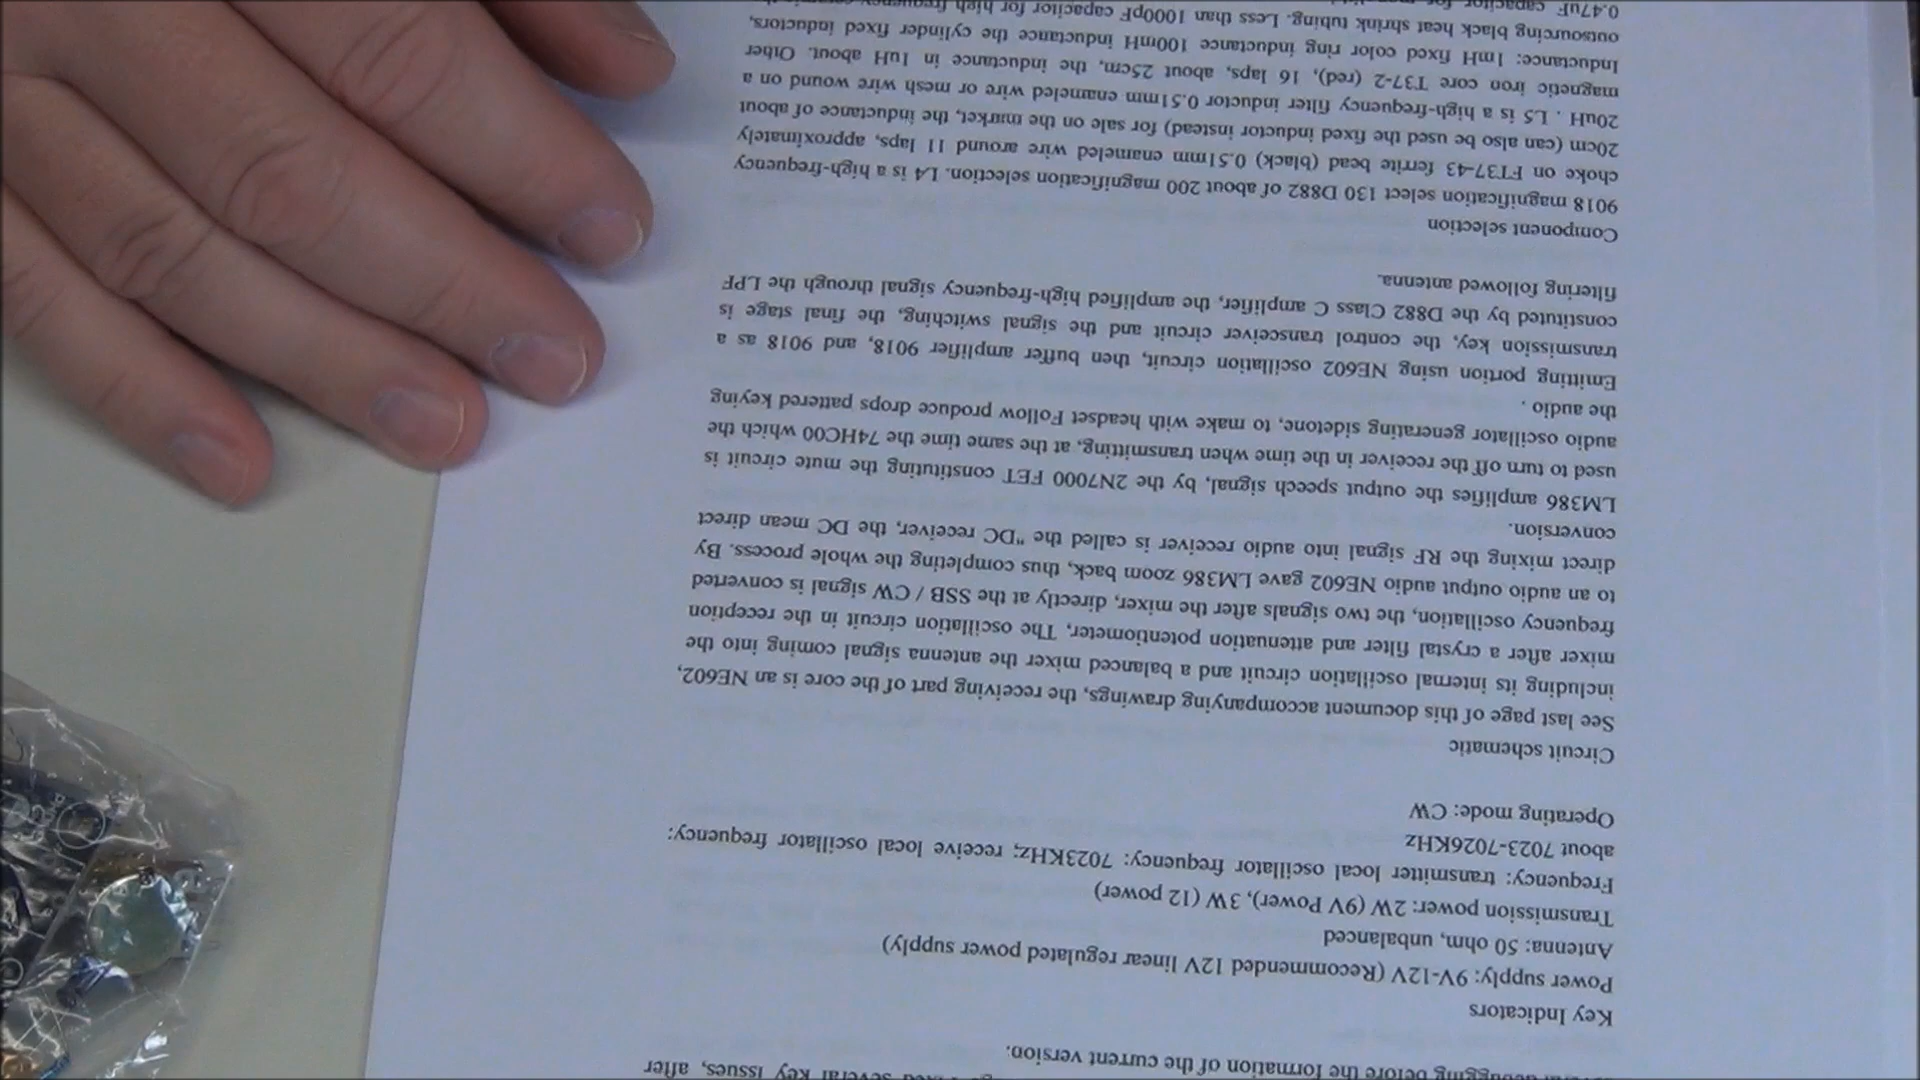 several key issues, after
debugging before the formation of the current version.
Key Indicators
Power supply: 9V-12V (Recommended 12V linear regulated power supply)
Antenna: 50 ohm, unbalanced
Transmission power: 2W (9V Power), 3W (12 power)
Frequency: transmitter local oscillator frequency: 7023KHz; receive local oscillator frequency:
about 7023-7026KHz
Operating mode: CW
Circuit schematic
See last page of this document accompanying drawings, the receiving part of the core is an NE602,
including its internal oscillation circuit and a balanced mixer the antenna signal coming into the
mixer after a crystal filter and attenuation potentiometer, The oscillation circuit in the reception
frequency oscillation, the two signals after the mixer, directly at the SSB / CW signal is converted
to an audio output audio NE602 gave LM386 zoom back, thus completing the whole process. By
direct mixing the RF signal into audio receiver is called the "DC receiver, the DC mean direct
conversion.
LM386 amplifies the output speech signal, by the 2N7000 FET constituting the mute circuit is
used to turn off the receiver in the time when transmitting, at the same time the 74HC00 which the
audio oscillator generating sidetone, to make with headset Follow produce drops pattered keying
the audio .
Emitting portion using NE602 oscillation circuit, then buffer amplifier 9018, and 9018 as a
transmission key, the control transceiver circuit and the signal switching, the final stage is
constituted by the D882 Class C amplifier, the amplified high-frequency signal through the LPF
filtering followed antenna.
Component selection
9018 magnification select 130 D882 of about 200 magnification selection. L4 is a high-frequency
choke on FT37-43 ferrite bead (black) 0.51mm enameled wire around 11 laps, approximately
20cm (can also be used the fixed inductor instead) for sale on the market, the inductance of about
20uH . L5 is a high-frequency filter inductor 0.51mm enameled wire or mesh wire wound on a
magnetic iron core T37-2 (red), 16 laps, about 25cm, the inductance in 1uH about. Other
Inductance: 1mH fixed color ring inductance 100mH inductance the cylinder fixed inductors,
outsourcing black heat shrink tubing. Less than 1000pF capacitor for high frequency
0.47uF capacitor for